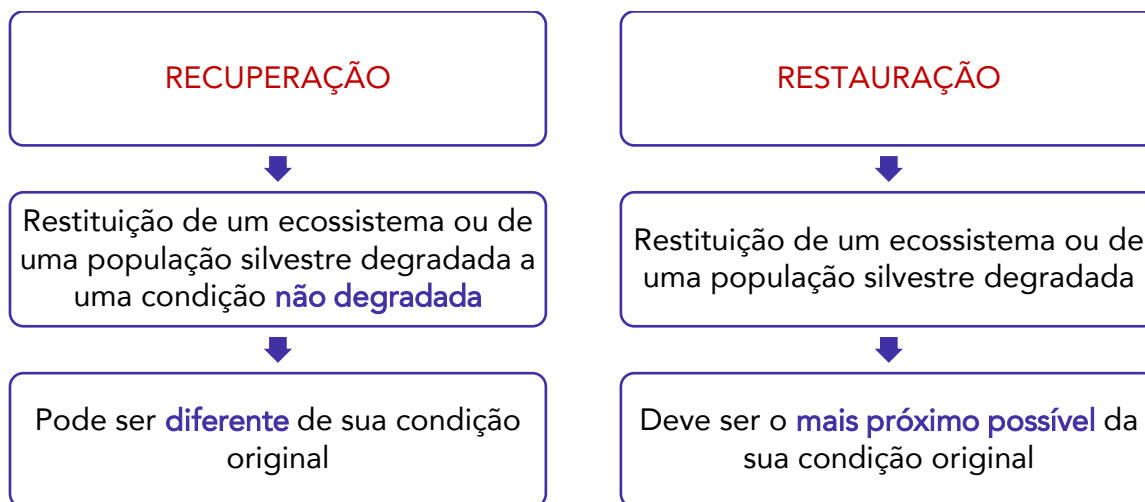 RECUPERAÇÃO
Restituição de um ecossistema ou de
uma população silvestre degradada a
uma condição não degradada
Pode ser diferente de sua condição
original
RESTAURAÇÃO
Restituição de um ecossistema ou de
uma população silvestre degradada
Deve ser o mais próximo possível da
sua condição original